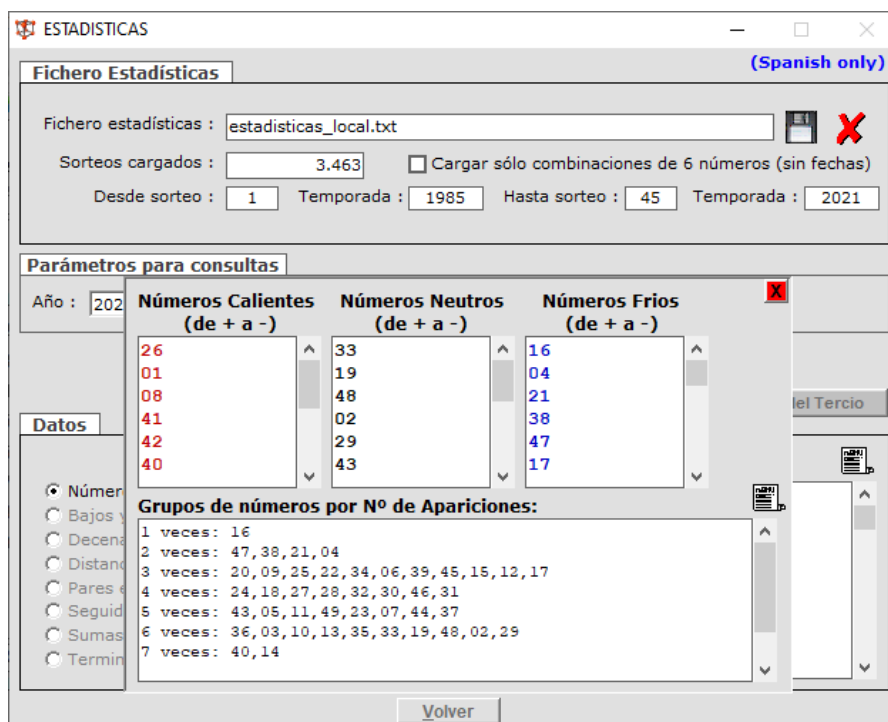 ESTADISTICAS
(Spanish only)
Fichero Estadísticas
Fichero estadísticas : estadisticas_local.txt
Sorteos cargados : 3.463 Cargar sólo combinaciones de 6 números (sin fechas)
Desde sorteo : 1 Temporada : 1985 Hasta sorteo : 45 Temporada : 2021
Parámetros para consultas
Año : 202
X
Números Calientes Números Neutros Números Frios
(de + a -) (de + a -) (de + a -)
26 33 16
01 19 04
08 48 21
41 02 38
42 29 47
40 43 17
del Tercio
Datos
Númer
Bajos y
Decena
Distanc
Pares e
Seguid
Sumas
Termin
Grupos de números por Nº de Apariciones:
1 veces: 16
2 veces: 47,38,21,04
3 veces: 20,09,25,22,34,06,39,45,15,12,17
4 veces: 24,18,27,28,32,30,46,31
5 veces: 43,05,11,49,23,07,44,37
6 veces: 36,03,10,13,35,33,19,48,02,29
7 veces: 40,14
Volver